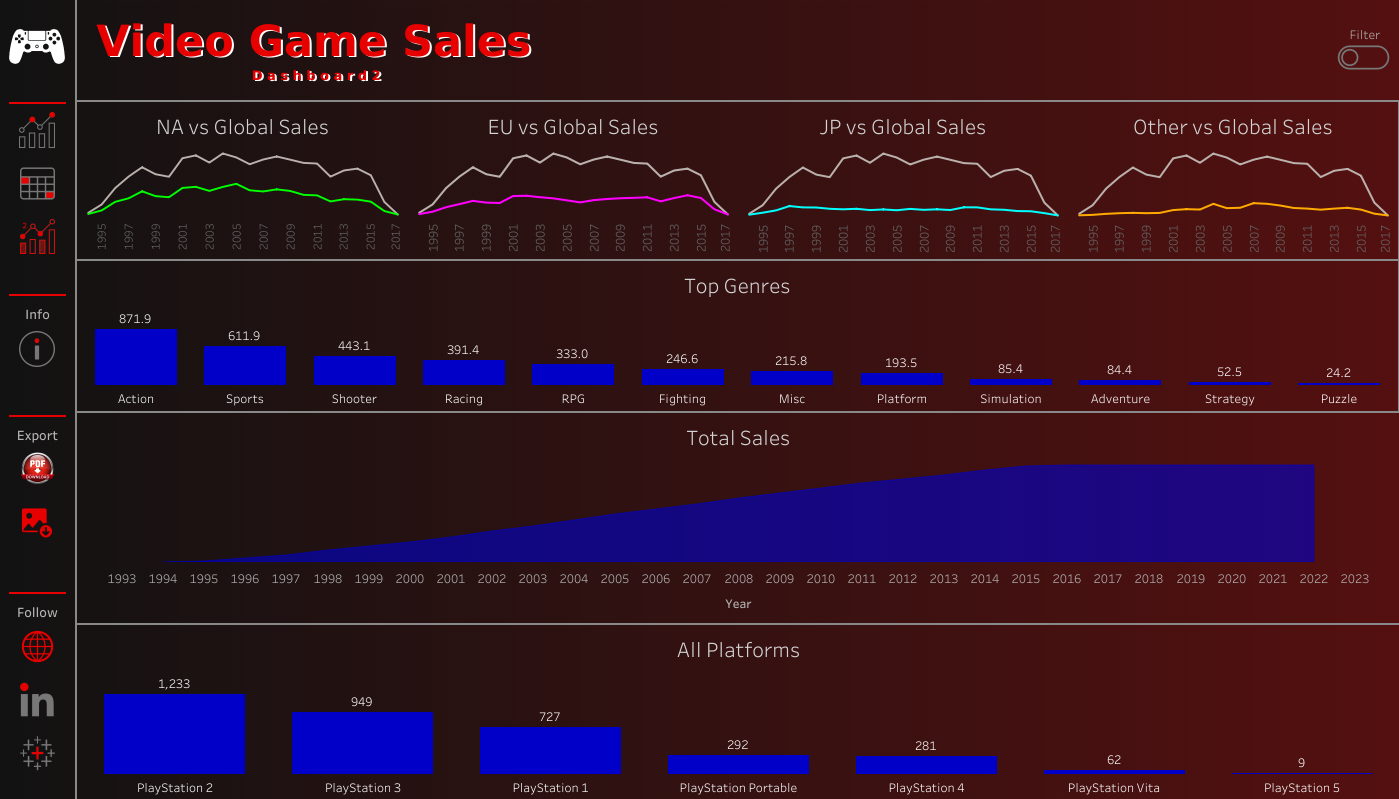 Video Game Sales
Dashboard2
Filter
Info
Export
PDF
DOWNLOAD
Follow
in
NA vs Global Sales
1995 1997 1999 2001 2003 2005 2007 2009 2011 2013 2015 2017
EU vs Global Sales
1995 1997 1999 2001 2003 2005 2007 2009 2011 2013 2015 2017
JP vs Global Sales
1995 1997 1999 2001 2003 2005 2007 2009 2011 2013 2015 2017
Other vs Global Sales
1995 1997 1999 2001 2003 2005 2007 2009 2011 2013 2015 2017
Top Genres
871.9 611.9 443.1 391.4 333.0 246.6 215.8 193.5 85.4 84.4 52.5 24.2
Action Sports Shooter Racing RPG Fighting Misc Platform Simulation Adventure Strategy Puzzle
Total Sales
1993 1994 1995 1996 1997 1998 1999 2000 2001 2002 2003 2004 2005 2006 2007 2008 2009 2010 2011 2012 2013 2014 2015 2016 2017 2018 2019 2020 2021 2022 2023
Year
All Platforms
1,233 949 727 292 281 62 9
PlayStation 2 PlayStation 3 PlayStation 1 PlayStation Portable PlayStation 4 PlayStation Vita PlayStation 5